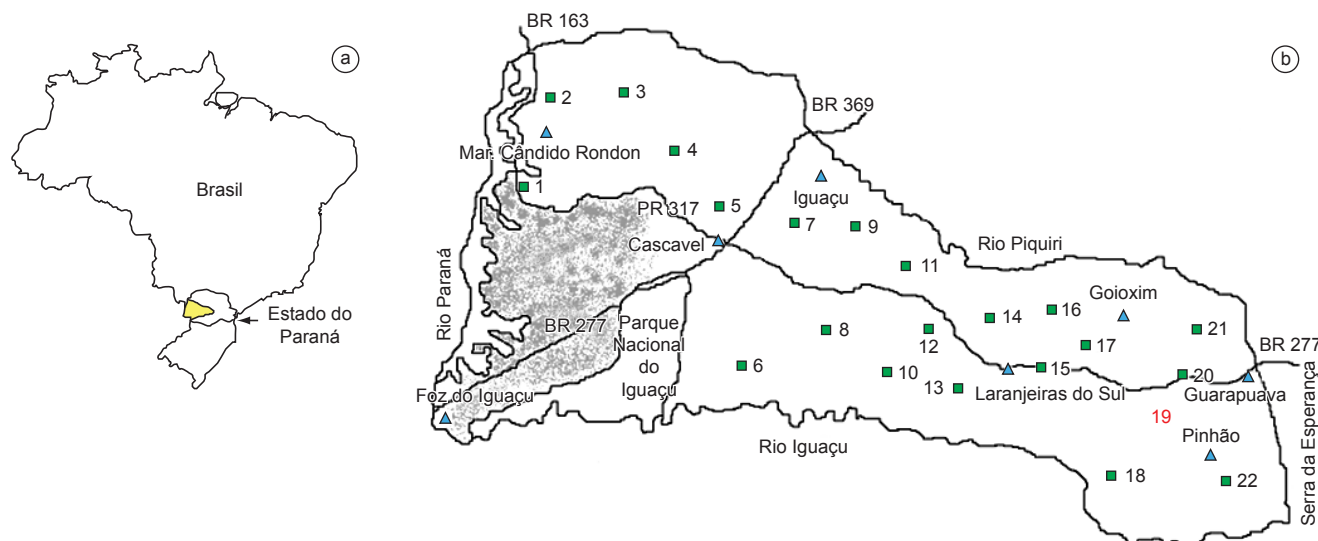 a
Brasil
Estado do
Paraná
b
BR 163
2
3
BR 369
Mar. Cândido Rondon
4
1
Iguaçu
PR 317
5
7
9
Cascavel
Rio Piquiri
11
Rio Paraná
Goioxim
BR 277
Parque
Nacional
do
Iguaçu
8
12
14
16
17
21
BR 277
6
10
13
15
20
Foz do Iguaçu
Laranjeiras do Sul
Guarapuava
19
Rio Iguaçu
Pinhão
18
22
Serra da Esperança